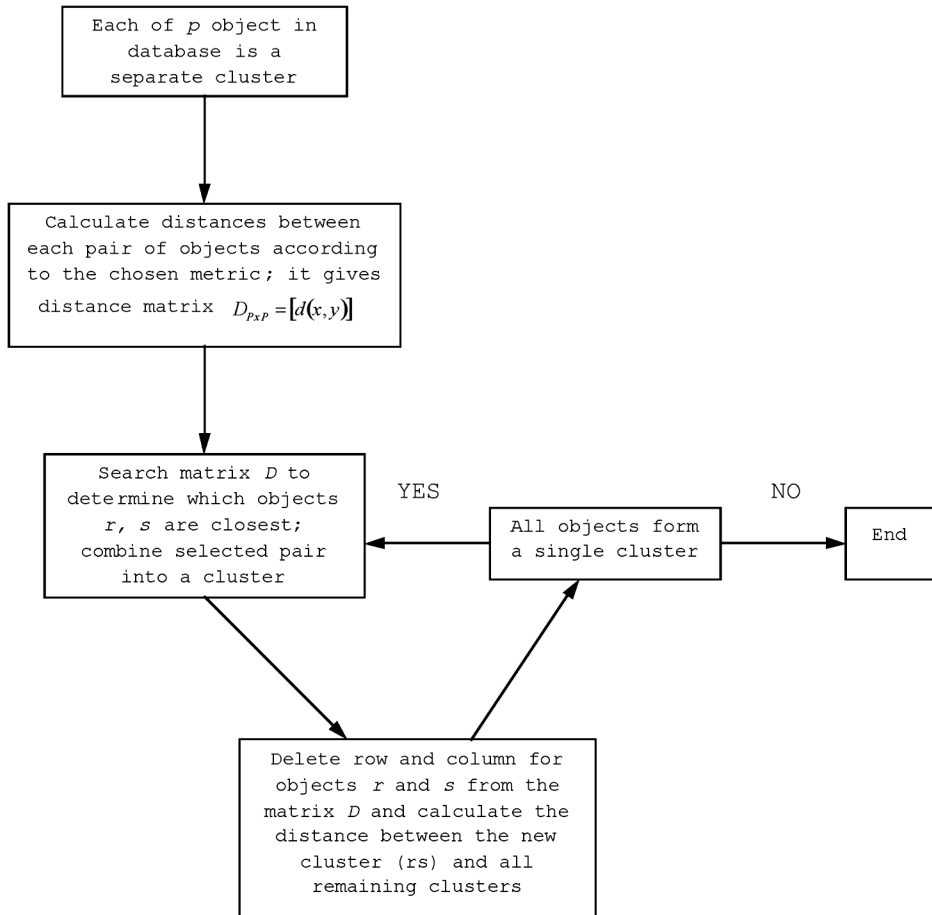 Each of p object in
database is a
separate cluster
Calculate distances between
each pair of objects according
to the chosen metric; it gives
distance matrix D_{PxP} = [d(x, y)]
Search matrix D to
determine which objects
r, s are closest;
combine selected pair
into a cluster
YES
All objects form
a single cluster
NO
End
Delete row and column for
objects r and s from the
matrix D and calculate the
distance between the new
cluster (rs) and all
remaining clusters